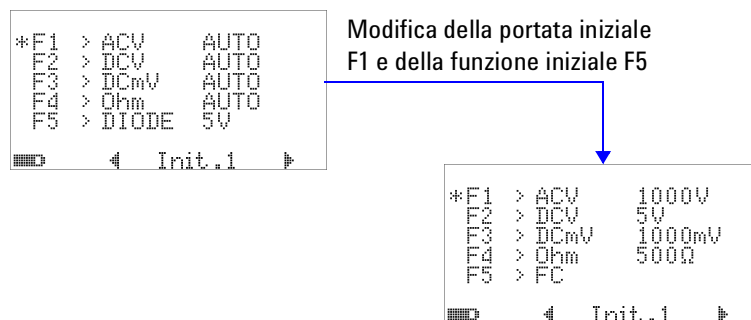 *F1 > ACV AUTO
F2 > DCV AUTO
F3 > DCmV AUTO
F4 > Ohm AUTO
F5 > DIODE 5V
Init.1
Modifica della portata iniziale
F1 e della funzione iniziale F5
*F1 > ACV 1000V
F2 > DCV 5V
F3 > DCmV 1000mV
F4 > Ohm 500Ω
F5 > FC
Init.1